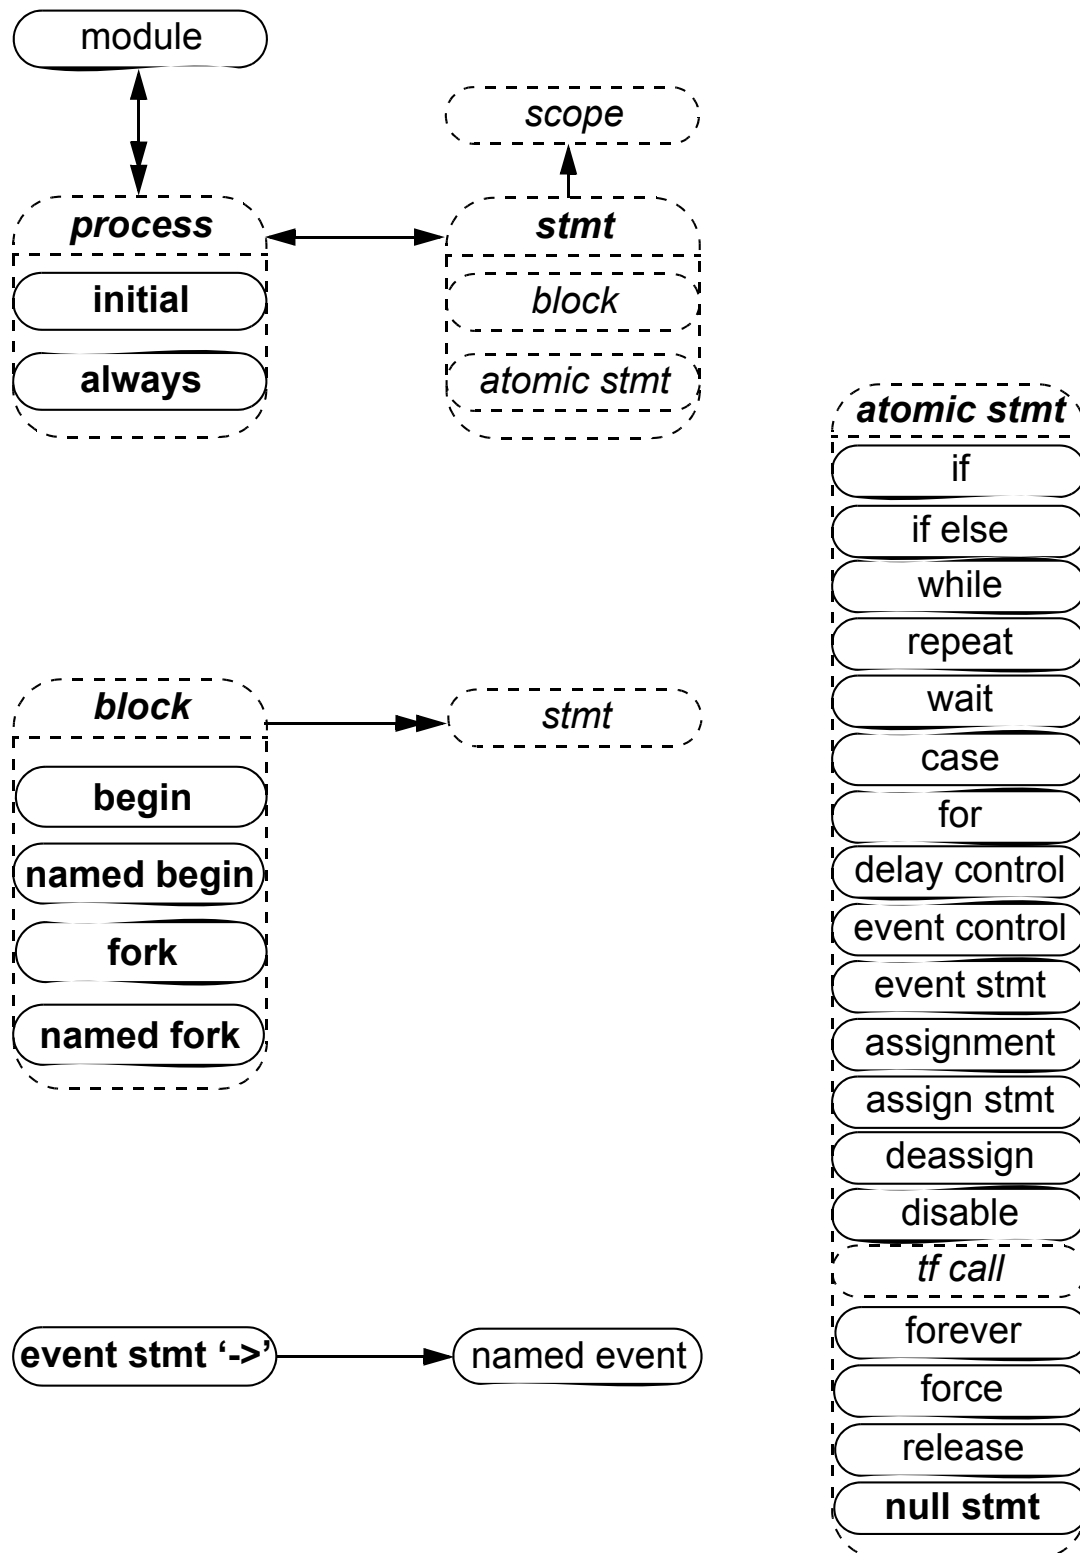 module
scope
process
initial
always
stmt
block
atomic stmt
block
begin
named begin
fork
named fork
stmt
event stmt ‘->’
named event
atomic stmt
if
if else
while
repeat
wait
case
for
delay control
event control
event stmt
assignment
assign stmt
deassign
disable
tf call
forever
force
release
null stmt